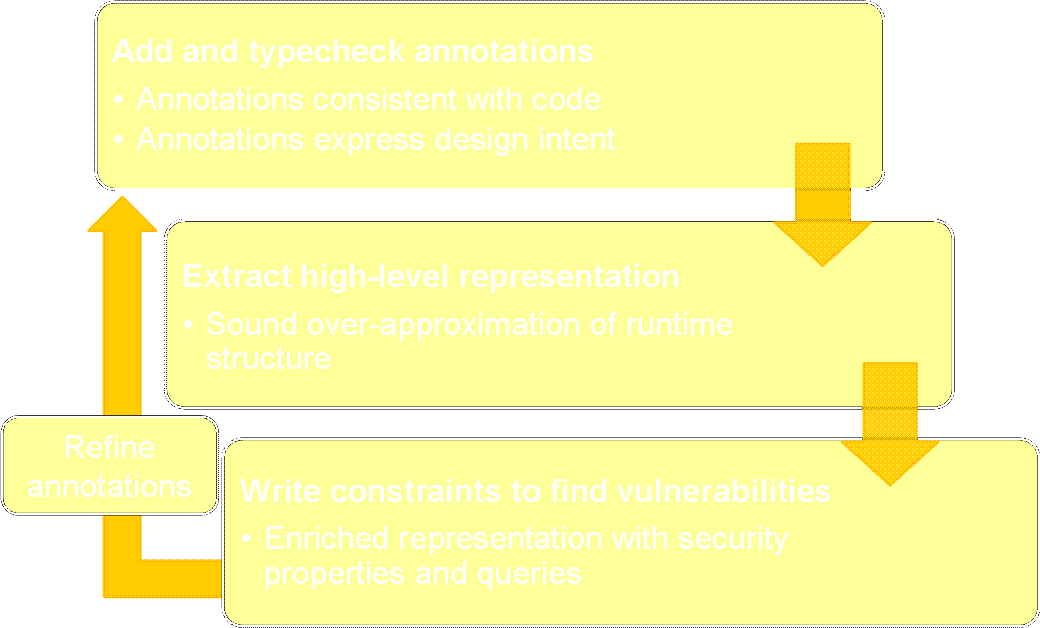 Add and typecheck annotations
• Annotations consistent with code
• Annotations express design intent
Extract high-level representation
• Sound over-approximation of runtime
structure
Refine
annotations
Write constraints to find vulnerabilities
• Enriched representation with security
properties and queries